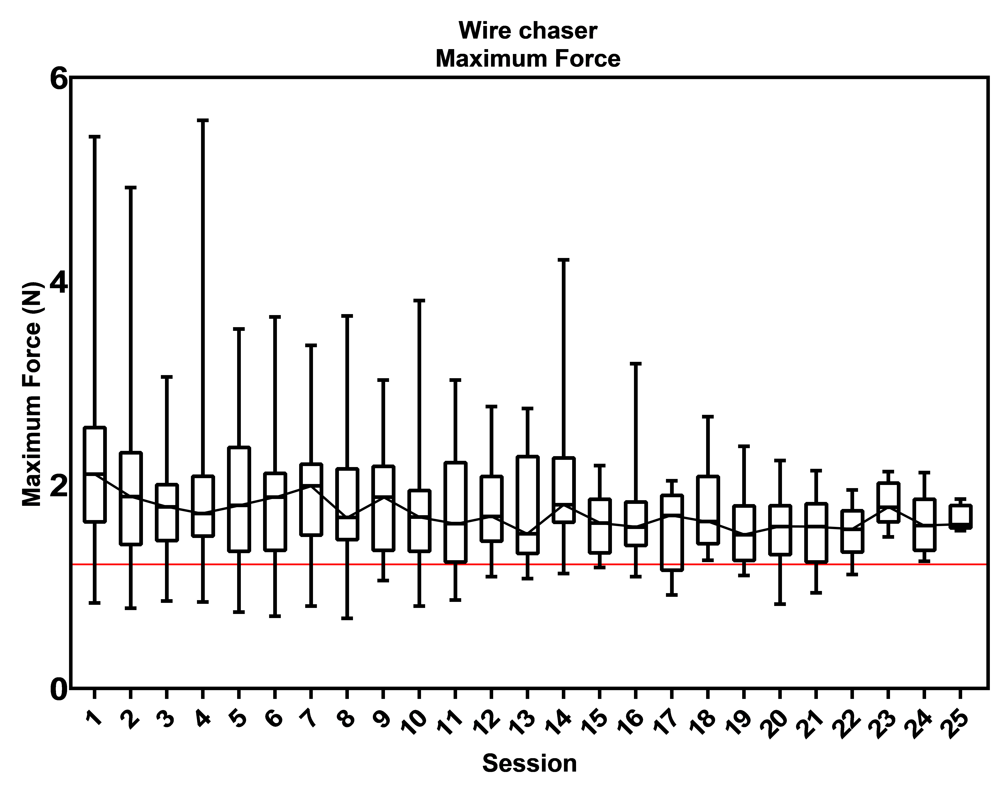 Wire chaser
Maximum Force
6
4
2
0
Maximum Force (N)
1 2 3 4 5 6 7 8 9 10 11 12 13 14 15 16 17 18 19 20 21 22 23 24 25
Session